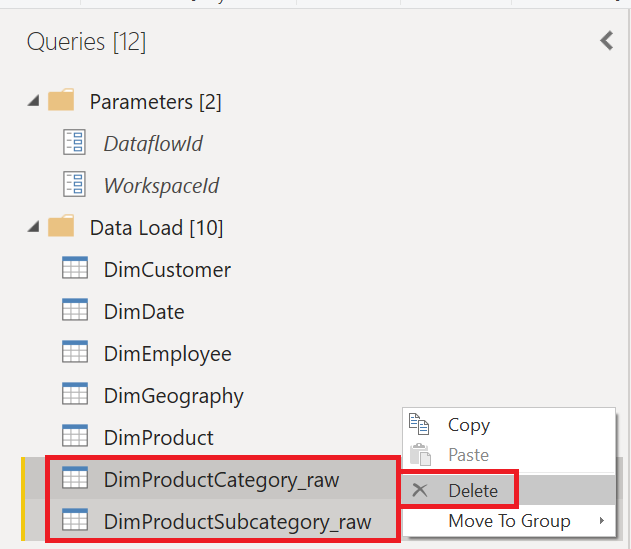 Queries [12]
Parameters [2]
DataflowId
WorkspaceId
Data Load [10]
DimCustomer
DimDate
DimEmployee
DimGeography
DimProduct
DimProductCategory_raw
DimProductSubcategory_raw
Copy
Paste
Delete
Move To Group